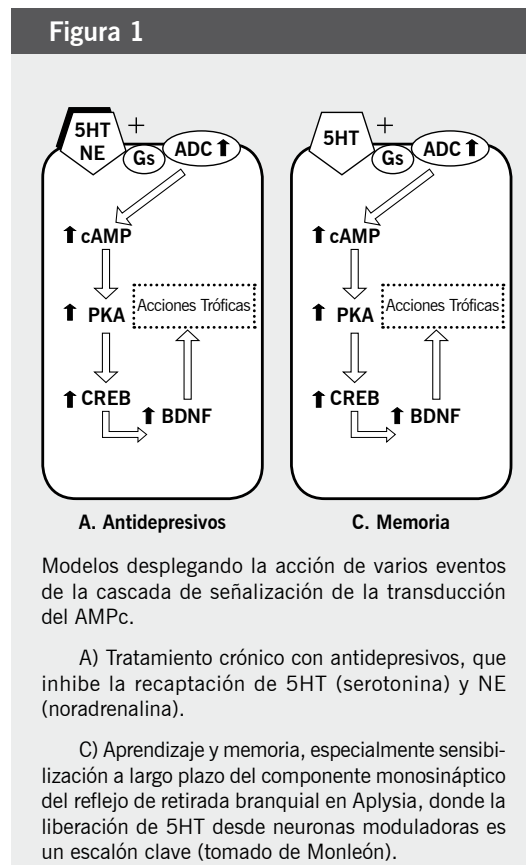 Figura 1
5HT
NE
+
Gs
ADC ⬆
⬆ cAMP
⬆ PKA
Acciones Tróficas
⬆ CREB
⬆ BDNF
A. Antidepresivos
5HT
+
Gs
ADC ⬆
⬆ cAMP
⬆ PKA
Acciones Tróficas
⬆ CREB
⬆ BDNF
C. Memoria
Modelos desplegando la acción de varios eventos
de la cascada de señalización de la transducción
del AMPc.
A) Tratamiento crónico con antidepresivos, que
inhibe la recaptación de 5HT (serotonina) y NE
(noradrenalina).
C) Aprendizaje y memoria, especialmente sensibi-
lización a largo plazo del componente monosináptico
del reflejo de retirada branquial en Aplysia, donde la
liberación de 5HT desde neuronas moduladoras es
un escalón clave (tomado de Monleón).